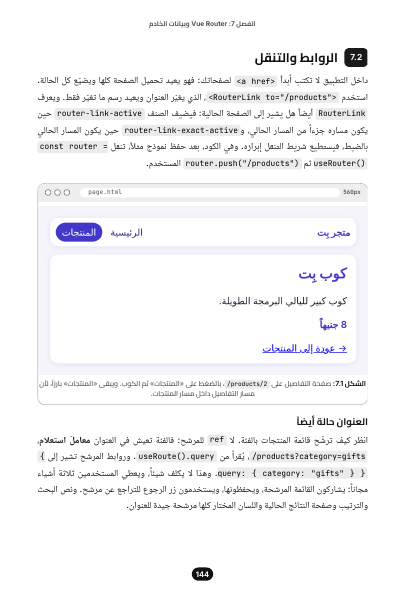 الفصل 7: Vue Router وبيانات الخادم
7.2 الروابط والتنقل
داخل التطبيق لا تكتب أبداً <a href> لصفحاتك: فهو يعيد تحميل الصفحة كلها ويضيّع كل الحالة.
استخدم <RouterLink to="/products">، الذي يغيّر العنوان ويعيد رسم ما تغيّر فقط. ويعرف
RouterLink أيضاً هل يشير إلى الصفحة الحالية: فيضيف الصنف router-link-active حين
يكون مساره جزءاً من المسار الحالي، وrouter-link-exact-active حين يكون المسار الحالي
بالضبط، فيستطيع شريط التنقل إبرازه. وفي الكود، بعد حفظ نموذج مثلاً، تنقل const router =
useRouter() ثم router.push("/products") المستخدم.
page.html 560px
متجر بِت الرئيسية المنتجات
كوب بِت
كوب كبير لليالي البرمجة الطويلة.
8 جنيهاً
→ عودة إلى المنتجات
الشكل 7.1: صفحة التفاصيل على /products/2، بالضغط على «المنتجات» ثم الكوب. ويبقى «المنتجات» بارزاً، لأن
مسار التفاصيل داخل مسار المنتجات.
العنوان حالة أيضاً
انظر كيف ترشّح قائمة المنتجات بالفئة. لا ref للمرشح: فالفئة تعيش في العنوان معاملَ استعلام،
/products?category=gifts، يُقرأ من useRoute().query. وروابط المرشح تشير إلى {
query: { category: "gifts" } }. وهذا لا يكلف شيئاً، ويعطي المستخدمين ثلاثة أشياء
مجاناً: يشاركون القائمة المرشحة، ويحفظونها، ويستخدمون زر الرجوع للتراجع عن مرشح. ونص البحث
والترتيب وصفحة النتائج الحالية واللسان المختار كلها مرشحة جيدة للعنوان.
144